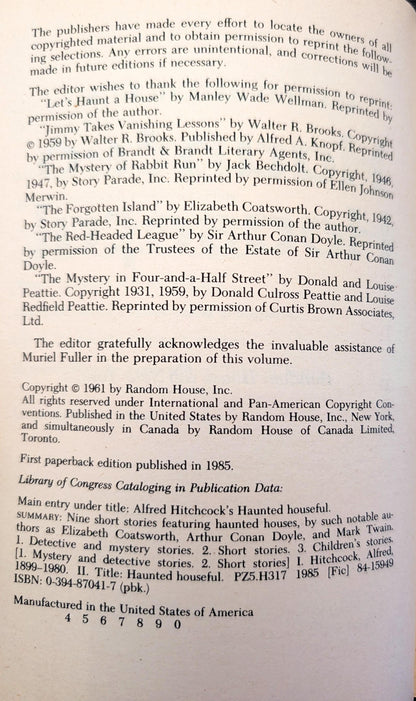 The publishers have made every effort to locate the owners of all
copyrighted material and to obtain permission to reprint the follow-
ing selections. Any errors are unintentional, and corrections will be
made in future editions if necessary.
The editor wishes to thank the following for permission to reprint:
"Let's Haunt a House" by Manley Wade Wellman. Reprinted by
permission of the author.
"Jimmy Takes Vanishing Lessons" by Walter R. Brooks. Copyright
© 1959 by Walter R. Brooks. Published by Alfred A. Knopf. Reprinted
by permission of Brandt & Brandt Literary Agents, Inc.
"The Mystery of Rabbit Run" by Jack Bechdolt. Copyright, 1946,
1947, by Story Parade, Inc. Reprinted by permission of Ellen Johnson
Merwin.
"The Forgotten Island" by Elizabeth Coatsworth. Copyright, 1942,
by Story Parade, Inc. Reprinted by permission of the author.
"The Red-Headed League" by Sir Arthur Conan Doyle. Reprinted
by permission of the Trustees of the Estate of Sir Arthur Conan
Doyle.
"The Mystery in Four-and-a-Half Street" by Donald and Louise
Peattie. Copyright 1931, 1959, by Donald Culross Peattie and Louise
Redfield Peattie. Reprinted by permission of Curtis Brown Associates,
Ltd.
The editor gratefully acknowledges the invaluable assistance of
Muriel Fuller in the preparation of this volume.
Copyright © 1961 by Random House, Inc.
All rights reserved under International and Pan-American Copyright Con-
ventions. Published in the United States by Random House, Inc., New York,
and simultaneously in Canada by Random House of Canada Limited,
Toronto.
First paperback edition published in 1985.
Library of Congress Cataloging in Publication Data:
Main entry under title: Alfred Hitchcock's Haunted houseful.
SUMMARY: Nine short stories featuring haunted houses, by such notable au-
thors as Elizabeth Coatsworth, Arthur Conan Doyle, and Mark Twain.
1. Detective and mystery stories. 2. Short stories. 3. Children's stories.
[1. Mystery and detective stories. 2. Short stories] I. Hitchcock, Alfred,
1899-1980. II. Title: Haunted houseful. PZ5.H317 1985 [Fic] 84-15949
ISBN: 0-394-87041-7 (pbk.)
Manufactured in the United States of America
4 5 6 7 8 9 0